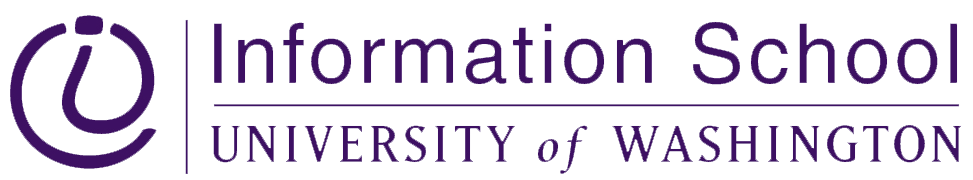 Information School
UNIVERSITY of WASHINGTON